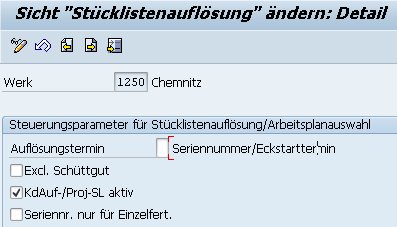 Sicht "Stücklistenauflösung" ändern: Detail
Werk 1250 Chemnitz
Steuerungsparameter für Stücklistenauflösung/Arbeitsplanauswahl
Auflösungstermin Seriennummer/Eckstarttermin
Excl. Schüttgut
KdAuf-/Proj-SL aktiv
Seriennr. nur für Einzelfert.